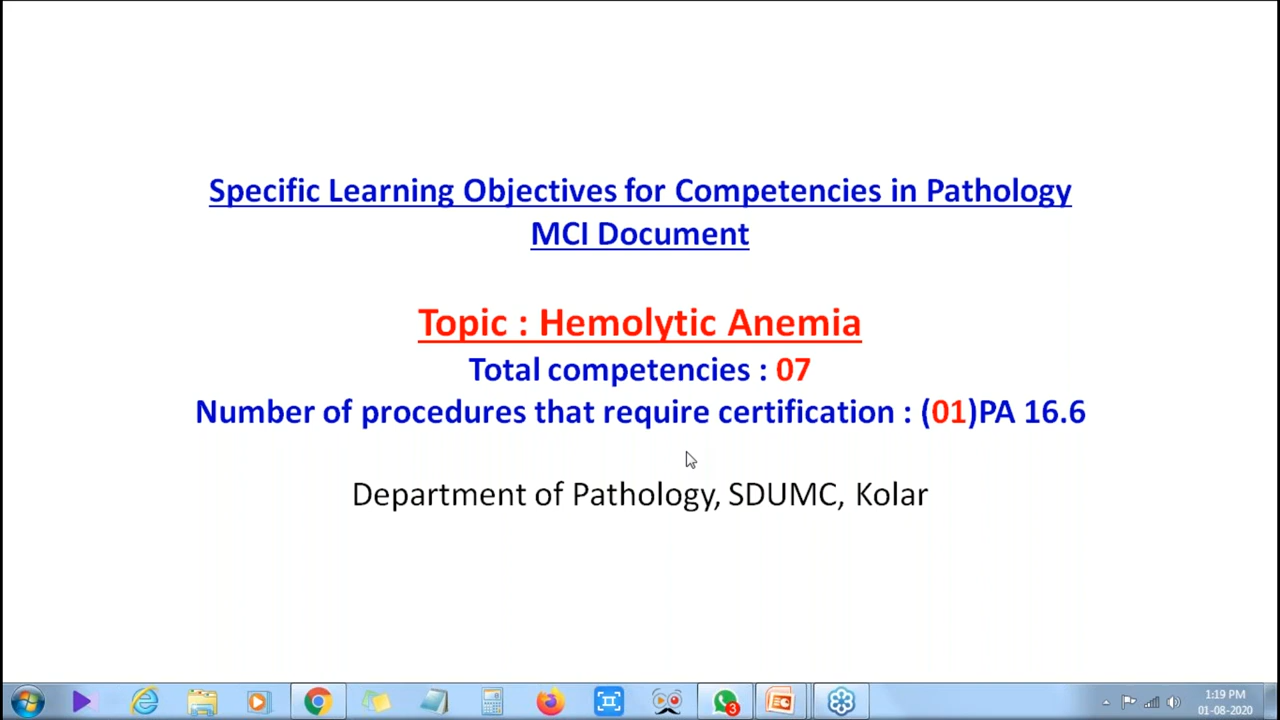 Specific Learning Objectives for Competencies in Pathology
MCI Document
Topic : Hemolytic Anemia
Total competencies : 07
Number of procedures that require certification : (01)PA 16.6
Department of Pathology, SDUMC, Kolar
3
1:19 PM
01-08-2020